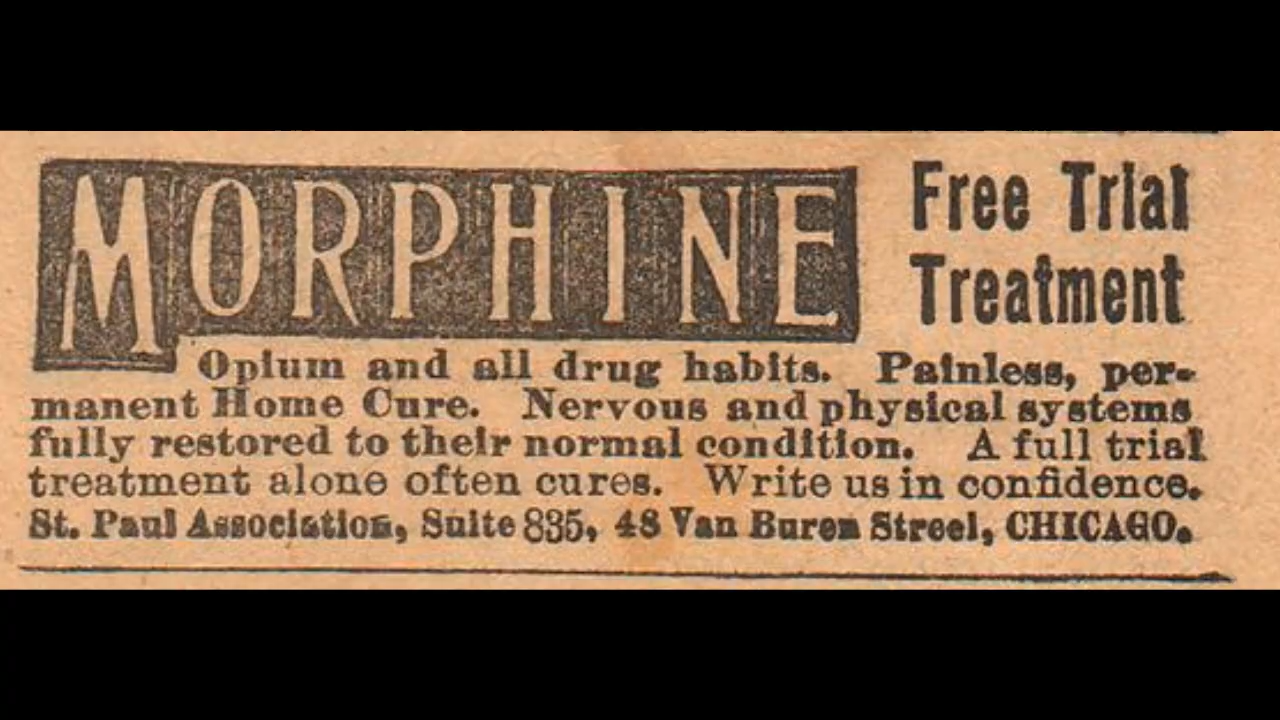 MORPHINE
Free Trial
Treatment
Opium and all drug habits. Painless, per-
manent Home Cure. Nervous and physical systems
fully restored to their normal condition. A full trial
treatment alone often cures. Write us in confidence.
St. Paul Association, Suite 835, 48 Van Buren Street, CHICAGO.